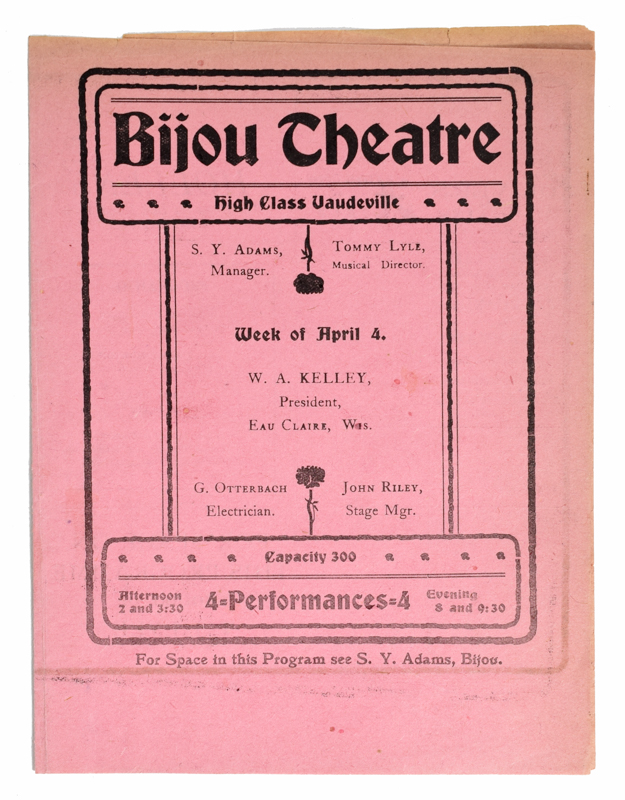 Bijou Theatre
High Class Vaudeville
S. Y. Adams,
Manager.
Tommy Lyle,
Musical Director.
Week of April 4.
W. A. KELLEY,
President,
Eau Claire, Wis.
G. Otterbach
Electrician.
John Riley,
Stage Mgr.
Capacity 300
Afternoon
2 and 3:30
4=Performances=4
Evening
8 and 9:30
For Space in this Program see S. Y. Adams, Bijou.